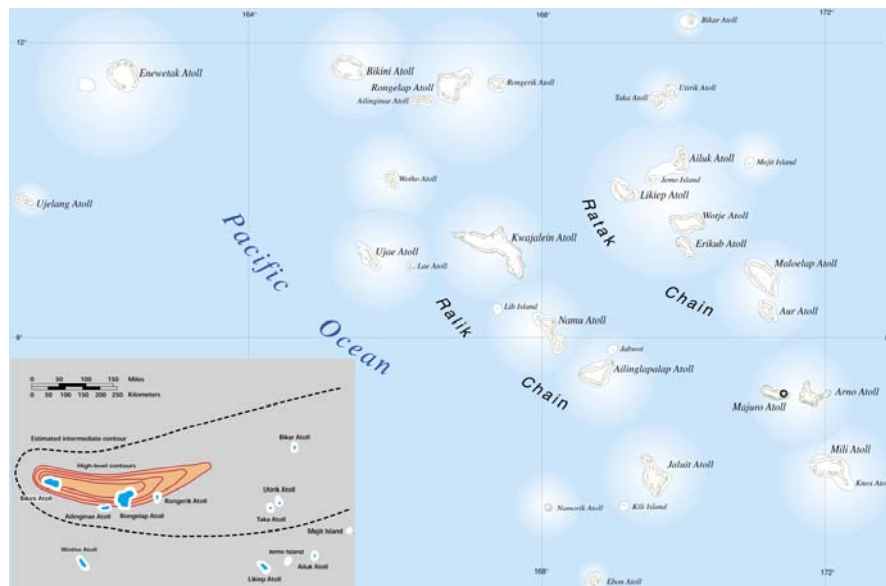 164°
168°
172°
Bikar Atoll
12°
Enewetak Atoll
Bikini Atoll
Rongelap Atoll
Rongerik Atoll
Ailinginae Atoll
Utirik Atoll
Taka Atoll
Ailuk Atoll
Mejit Island
Jemo Island
Wotho Atoll
Likiep Atoll
Ujelang Atoll
Wotje Atoll
Kwajalein Atoll
Erikub Atoll
Ujae Atoll
Lae Atoll
Maloelap Atoll
Pacific
Ocean
Ratak
Chain
Ralik
Chain
Lib Island
Aur Atoll
Namu Atoll
8°
Jabwot
Ailinglapalap Atoll
Arno Atoll
Majuro Atoll
Mili Atoll
Jaluit Atoll
Knox Atoll
Namorik Atoll
Kili Island
Ebon Atoll
168°
172°
0 50 100 150 Miles
0 50 100 150 200 250 Kilometers
Estimated intermediate contour
Bikar Atoll
High-level contours
Bikini Atoll
Rongerik Atoll
Utirik Atoll
Ailinginae Atoll
Rongelap Atoll
Taka Atoll
Mejit Island
Wotho Atoll
Jemo Island
Ailuk Atoll
Likiep Atoll